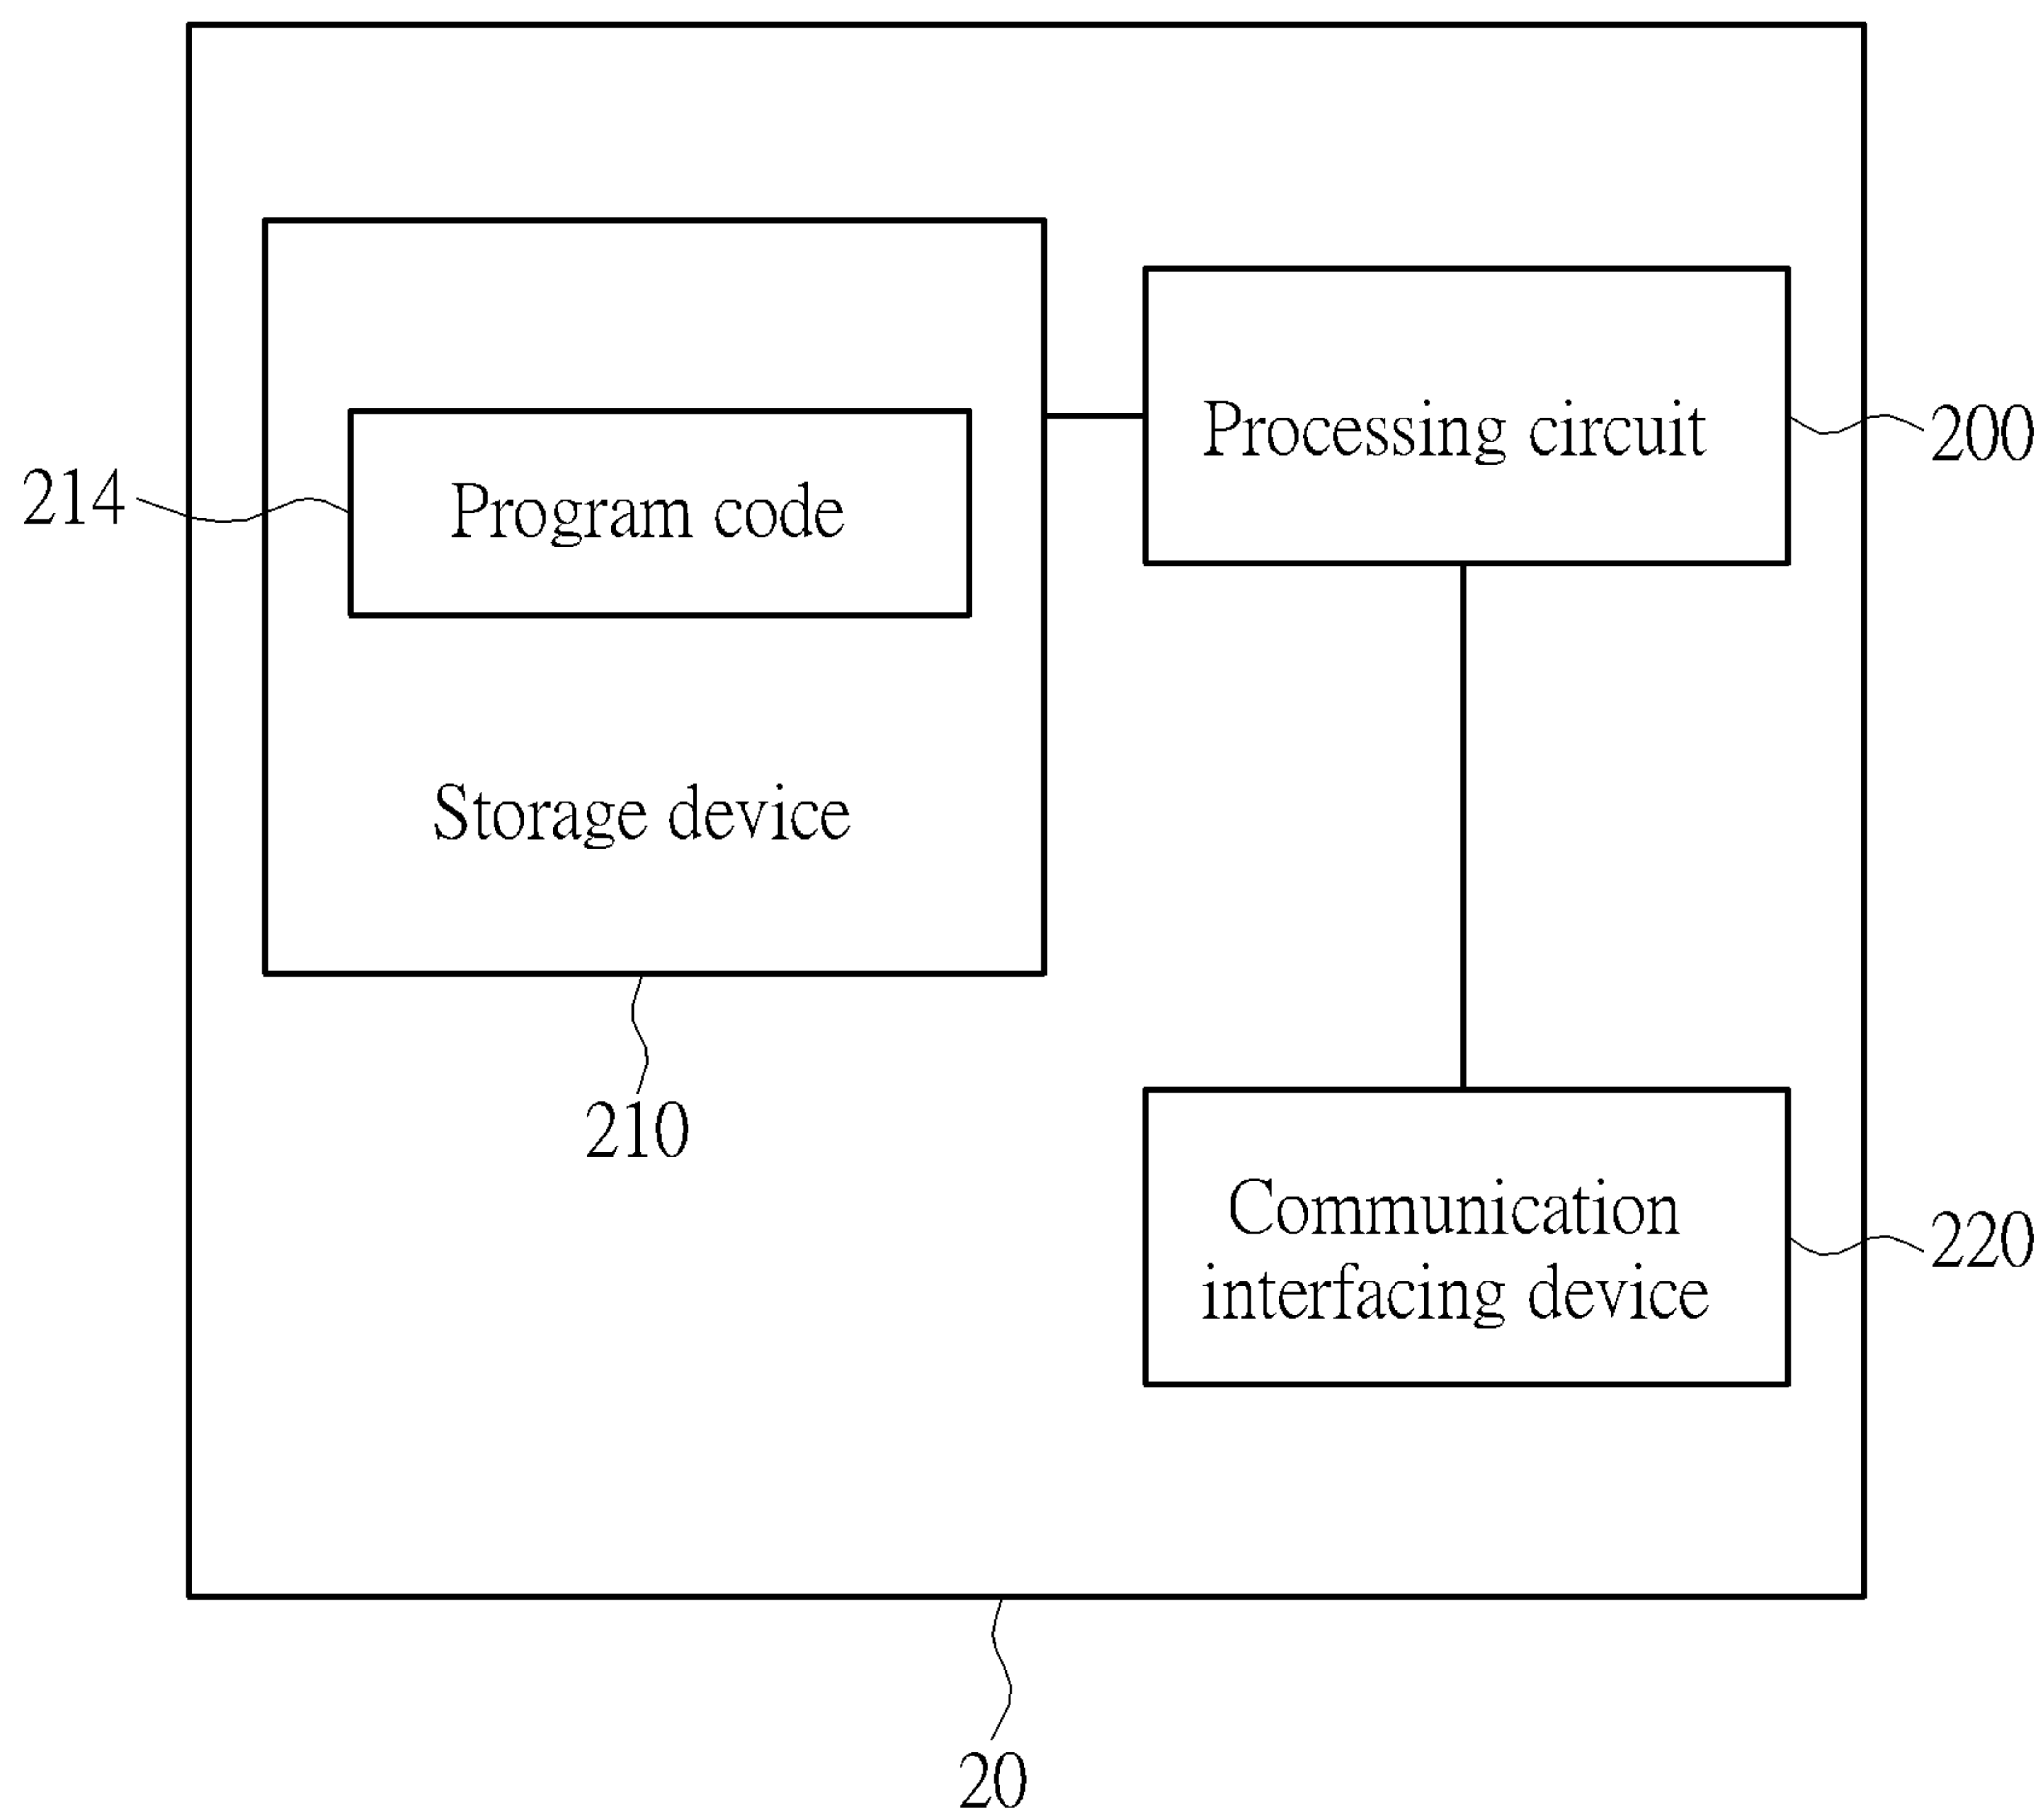 Processing circuit
200
214
Program code
Storage device
210
Communication
interfacing device
220
20